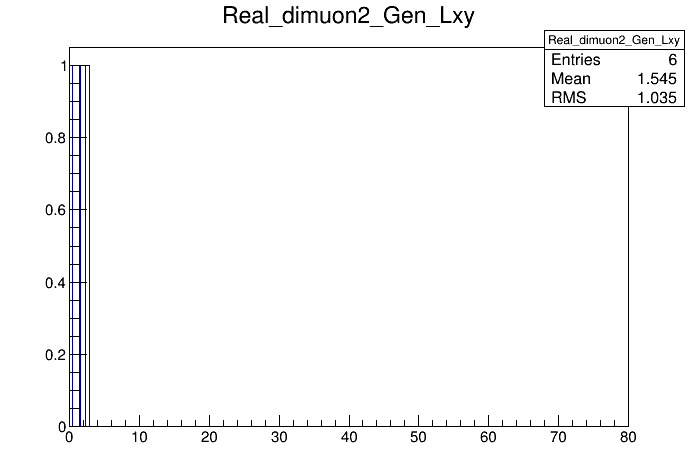 Real_dimuon2_Gen_Lxy
Real_dimuon2_Gen_Lxy
Entries 6
Mean 1.545
RMS 1.035
1
0.8
0.6
0.4
0.2
0
0 10 20 30 40 50 60 70 80